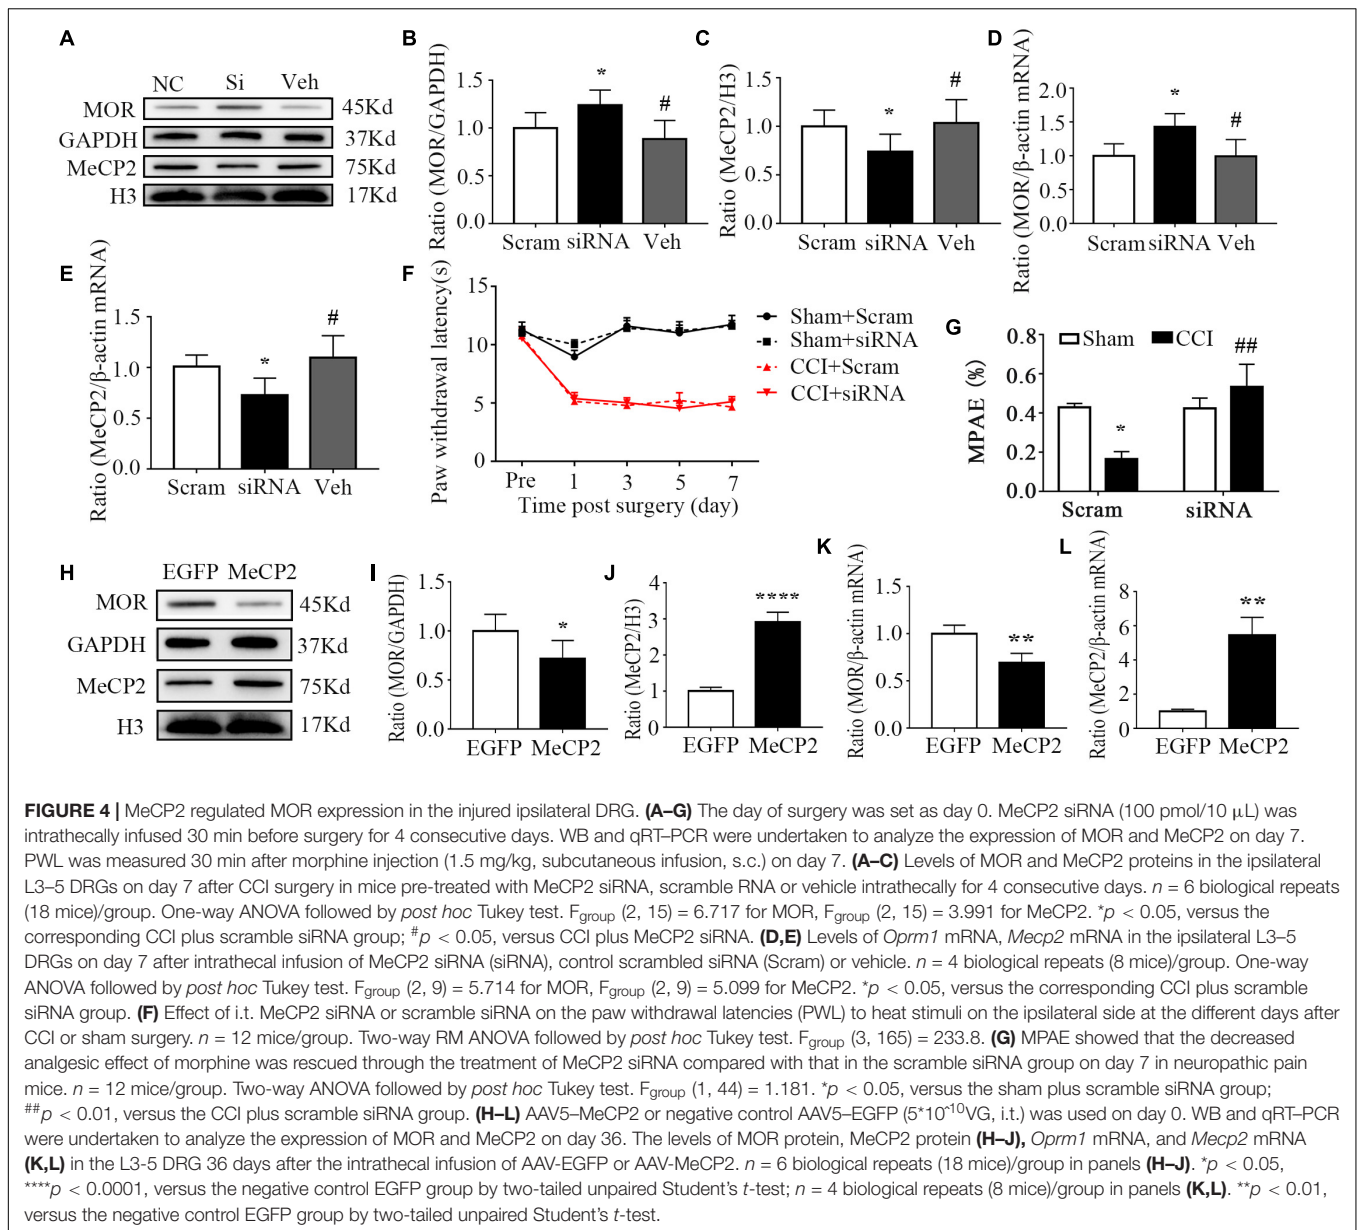 A
NC Si Veh
MOR 45Kd
GAPDH 37Kd
MeCP2 75Kd
H3 17Kd
B
Ratio (MOR/GAPDH)
1.5
1.0
0.5
0.0
* #
Scram siRNA Veh
C
Ratio (MeCP2/H3)
1.5
1.0
0.5
0.0
* #
Scram siRNA Veh
D
Ratio (MOR/β-actin mRNA)
2.0
1.5
1.0
0.5
0.0
* #
Scram siRNA Veh
E
Ratio (MeCP2/β-actin mRNA)
1.5
1.0
0.5
0.0
* #
Scram siRNA Veh
F
Paw withdrawal latency(s)
15
10
5
0
Pre 1 3 5 7
Time post surgery (day)
Sham+Scram
Sham+siRNA
CCI+Scram
CCI+siRNA
G
MPAE (%)
0.8
0.6
0.4
0.2
0.0
Sham CCI
* ##
Scram siRNA
H
EGFP MeCP2
MOR 45Kd
GAPDH 37Kd
MeCP2 75Kd
H3 17Kd
I
Ratio (MOR/GAPDH)
1.5
1.0
0.5
0.0
*
EGFP MeCP2
J
Ratio (MeCP2/H3)
4
3
2
1
0
****
EGFP MeCP2
K
Ratio (MOR/β-actin mRNA)
1.5
1.0
0.5
0.0
**
EGFP MeCP2
L
Ratio (MeCP2/β-actin mRNA)
8
6
4
2
0
**
EGFP MeCP2
FIGURE 4 | MeCP2 regulated MOR expression in the injured ipsilateral DRG. (A–G) The day of surgery was set as day 0. MeCP2 siRNA (100 pmol/10 μL) was
intrathecally infused 30 min before surgery for 4 consecutive days. WB and qRT–PCR were undertaken to analyze the expression of MOR and MeCP2 on day 7.
PWL was measured 30 min after morphine injection (1.5 mg/kg, subcutaneous infusion, s.c.) on day 7. (A–C) Levels of MOR and MeCP2 proteins in the ipsilateral
L3–5 DRGs on day 7 after CCI surgery in mice pre-treated with MeCP2 siRNA, scramble RNA or vehicle intrathecally for 4 consecutive days. n = 6 biological repeats
(18 mice)/group. One-way ANOVA followed by post hoc Tukey test. Fgroup (2, 15) = 6.717 for MOR, Fgroup (2, 15) = 3.991 for MeCP2. *p < 0.05, versus the
corresponding CCI plus scramble siRNA group; #p < 0.05, versus CCI plus MeCP2 siRNA. (D,E) Levels of Oprm1 mRNA, Mecp2 mRNA in the ipsilateral L3–5
DRGs on day 7 after intrathecal infusion of MeCP2 siRNA (siRNA), control scrambled siRNA (Scram) or vehicle. n = 4 biological repeats (8 mice)/group. One-way
ANOVA followed by post hoc Tukey test. Fgroup (2, 9) = 5.714 for MOR, Fgroup (2, 9) = 5.099 for MeCP2. *p < 0.05, versus the corresponding CCI plus scramble
siRNA group. (F) Effect of i.t. MeCP2 siRNA or scramble siRNA on the paw withdrawal latencies (PWL) to heat stimuli on the ipsilateral side at the different days after
CCI or sham surgery. n = 12 mice/group. Two-way RM ANOVA followed by post hoc Tukey test. Fgroup (3, 165) = 233.8. (G) MPAE showed that the decreased
analgesic effect of morphine was rescued through the treatment of MeCP2 siRNA compared with that in the scramble siRNA group on day 7 in neuropathic pain
mice. n = 12 mice/group. Two-way ANOVA followed by post hoc Tukey test. Fgroup (1, 44) = 1.181. *p < 0.05, versus the sham plus scramble siRNA group;
##p < 0.01, versus the CCI plus scramble siRNA group. (H–L) AAV5–MeCP2 or negative control AAV5–EGFP (5*10^10VG, i.t.) was used on day 0. WB and qRT–PCR
were undertaken to analyze the expression of MOR and MeCP2 on day 36. The levels of MOR protein, MeCP2 protein (H–J), Oprm1 mRNA, and Mecp2 mRNA
(K,L) in the L3-5 DRG 36 days after the intrathecal infusion of AAV-EGFP or AAV-MeCP2. n = 6 biological repeats (18 mice)/group in panels (H–J). *p < 0.05,
****p < 0.0001, versus the negative control EGFP group by two-tailed unpaired Student's t-test; n = 4 biological repeats (8 mice)/group in panels (K,L). **p < 0.01,
versus the negative control EGFP group by two-tailed unpaired Student's t-test.